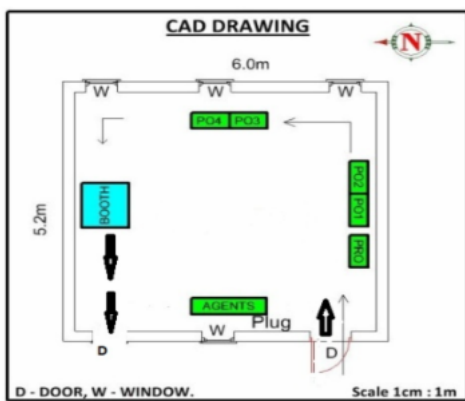 CAD DRAWING
N
6.0m
W W W
PO4 PO3
PO2
PO1
BOOTH
5.2m
PRO
AGENTS
Plug
W
D
D
D - DOOR, W - WINDOW.
Scale 1cm : 1m